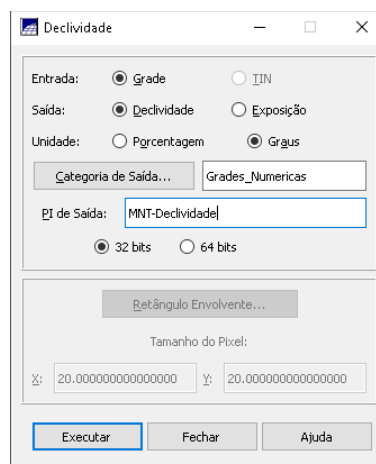 Declividade
Entrada: Grade TIN
Saída: Declividade Exposição
Unidade: Porcentagem Graus
Categoria de Saída... Grades_Numericas
PI de Saída: MNT-Declividade
32 bits 64 bits
Retângulo Envolvente...
Tamanho do Pixel:
X: 20.000000000000000 Y: 20.000000000000000
Executar Fechar Ajuda